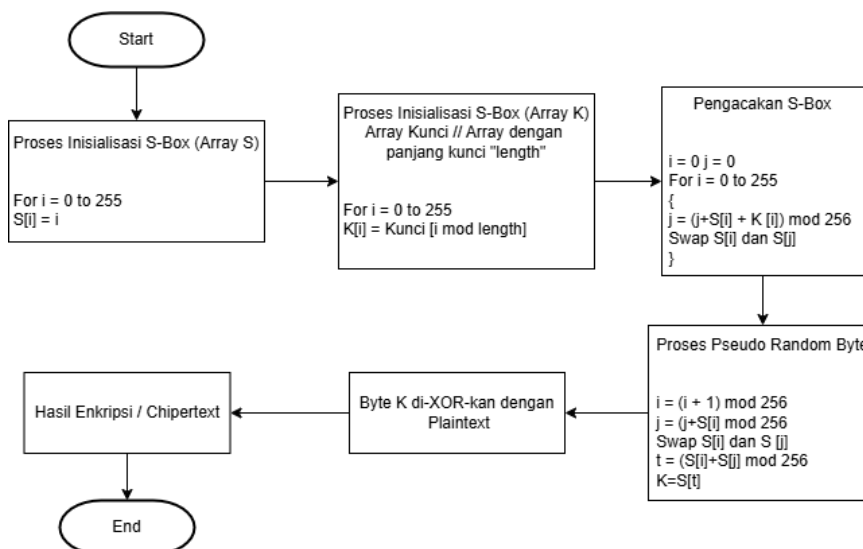 Start
Proses Inisialisasi S-Box (Array S)
For i = 0 to 255
S[i] = i
Proses Inisialisasi S-Box (Array K)
Array Kunci // Array dengan
panjang kunci "length"
For i = 0 to 255
K[i] = Kunci [i mod length]
Pengacakan S-Box
i = 0 j = 0
For i = 0 to 255
{
j = (j+S[i] + K [i]) mod 256
Swap S[i] dan S[j]
}
Proses Pseudo Random Byte
i = (i + 1) mod 256
j = (j+S[i] mod 256
Swap S[i] dan S [j]
t = (S[i]+S[j] mod 256
K=S[t]
Byte K di-XOR-kan dengan
Plaintext
Hasil Enkripsi / Chipertext
End